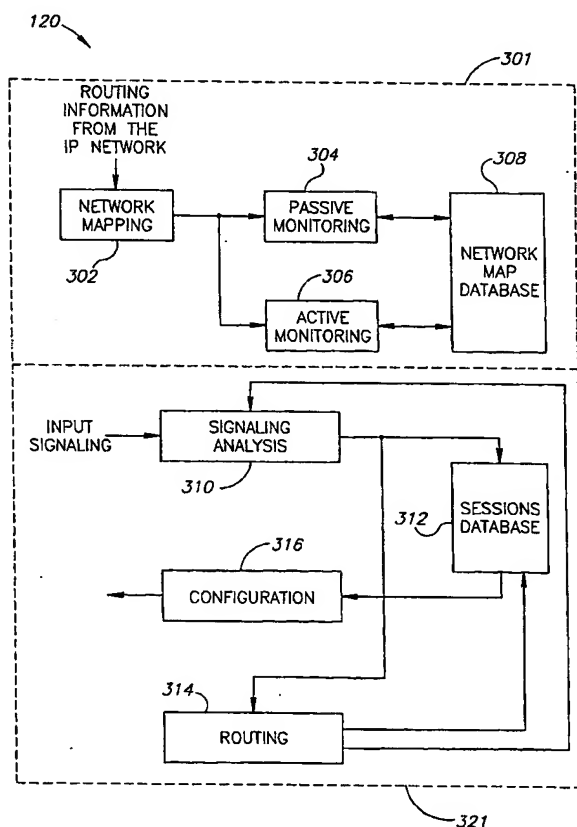 120
301
ROUTING
INFORMATION
FROM THE
IP NETWORK
304
308
NETWORK
MAPPING
PASSIVE
MONITORING
302
NETWORK
MAP
DATABASE
306
ACTIVE
MONITORING
INPUT
SIGNALING
SIGNALING
ANALYSIS
310
312
SESSIONS
DATABASE
316
CONFIGURATION
314
ROUTING
321